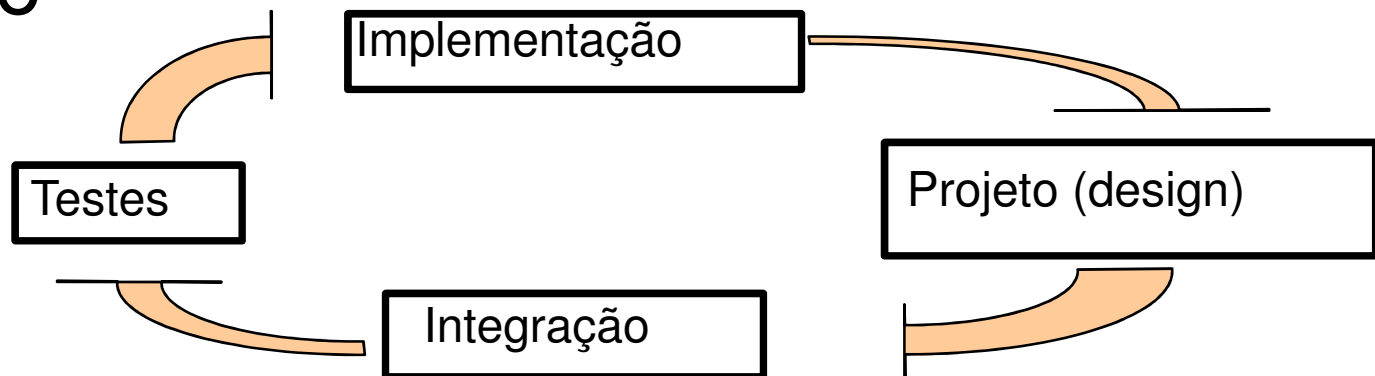 Implementação
Testes
Projeto (design)
Integração